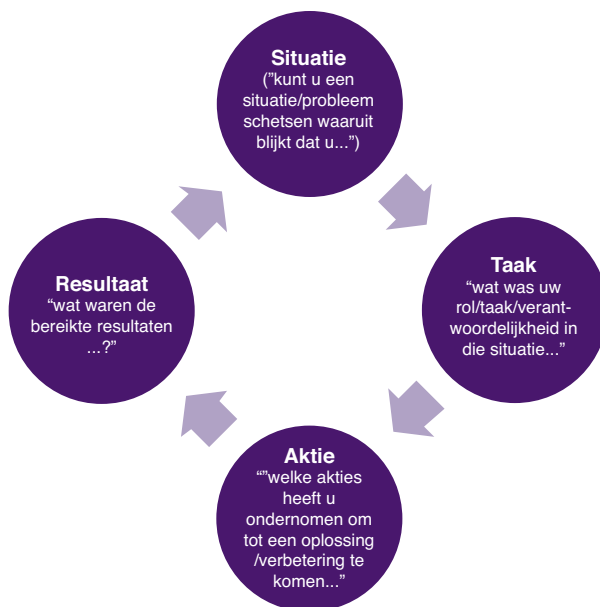 Situatie
(”kunt u een
situatie/probleem
schetsen waaruit
blijkt dat u...”)
Taak
“wat was uw
rol/taak/verant-
woordelijkheid in
die situatie...”
Aktie
“”welke akties
heeft u
ondernomen om
tot een oplossing
/verbetering te
komen...”
Resultaat
“wat waren de
bereikte resultaten
...?”